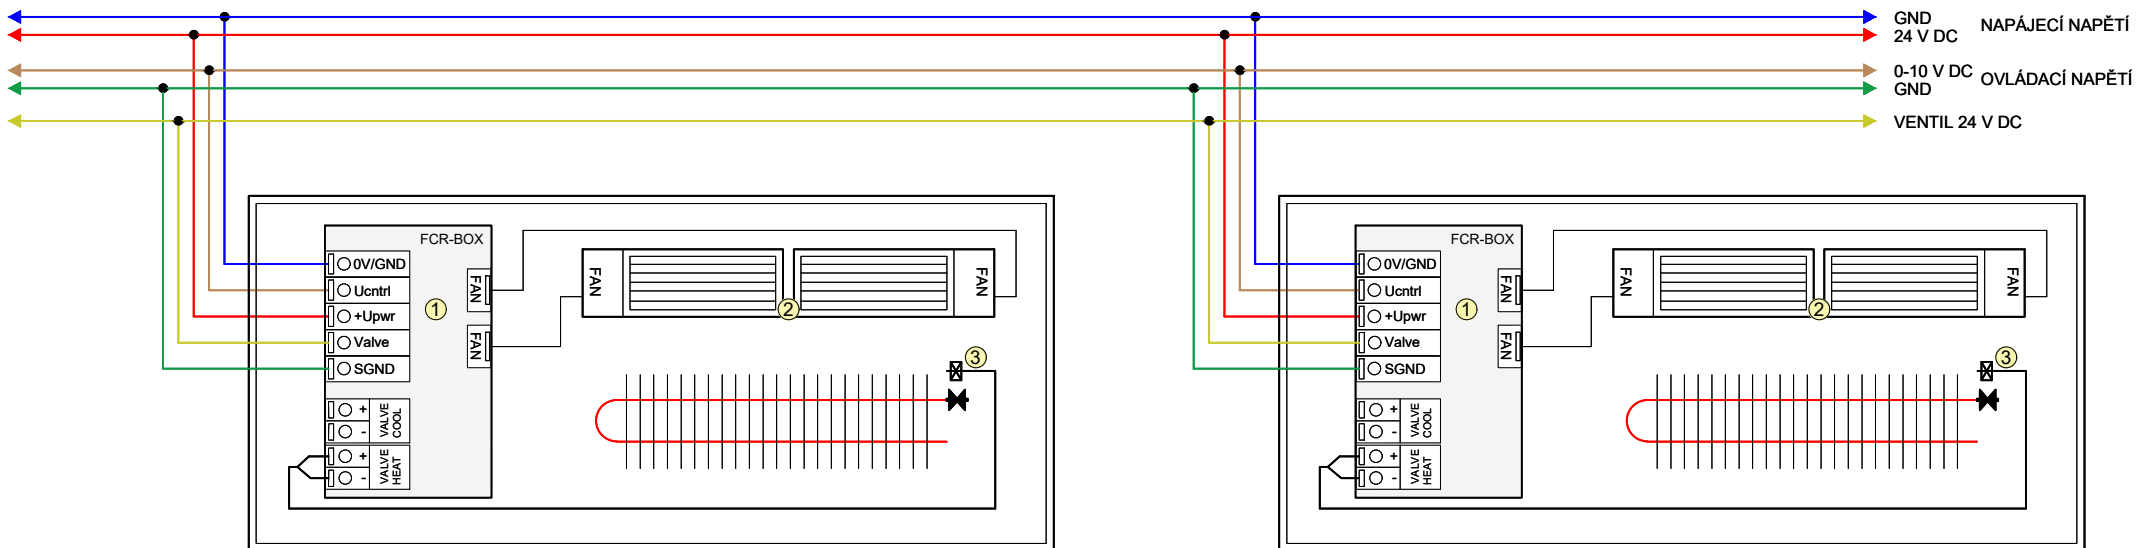 GND
24 V DC
NAPÁJECÍ NAPĚTÍ
0-10 V DC
GND
OVLÁDACÍ NAPĚTÍ
VENTIL 24 V DC
FCR-BOX
0V/GND
Ucntrl
+Upwr
Valve
SGND
+
-
VALVE
COOL
+
-
VALVE
HEAT
1
FAN
FAN
FAN
FAN
2
3
FCR-BOX
0V/GND
Ucntrl
+Upwr
Valve
SGND
+
-
VALVE
COOL
+
-
VALVE
HEAT
1
FAN
FAN
FAN
FAN
2
3